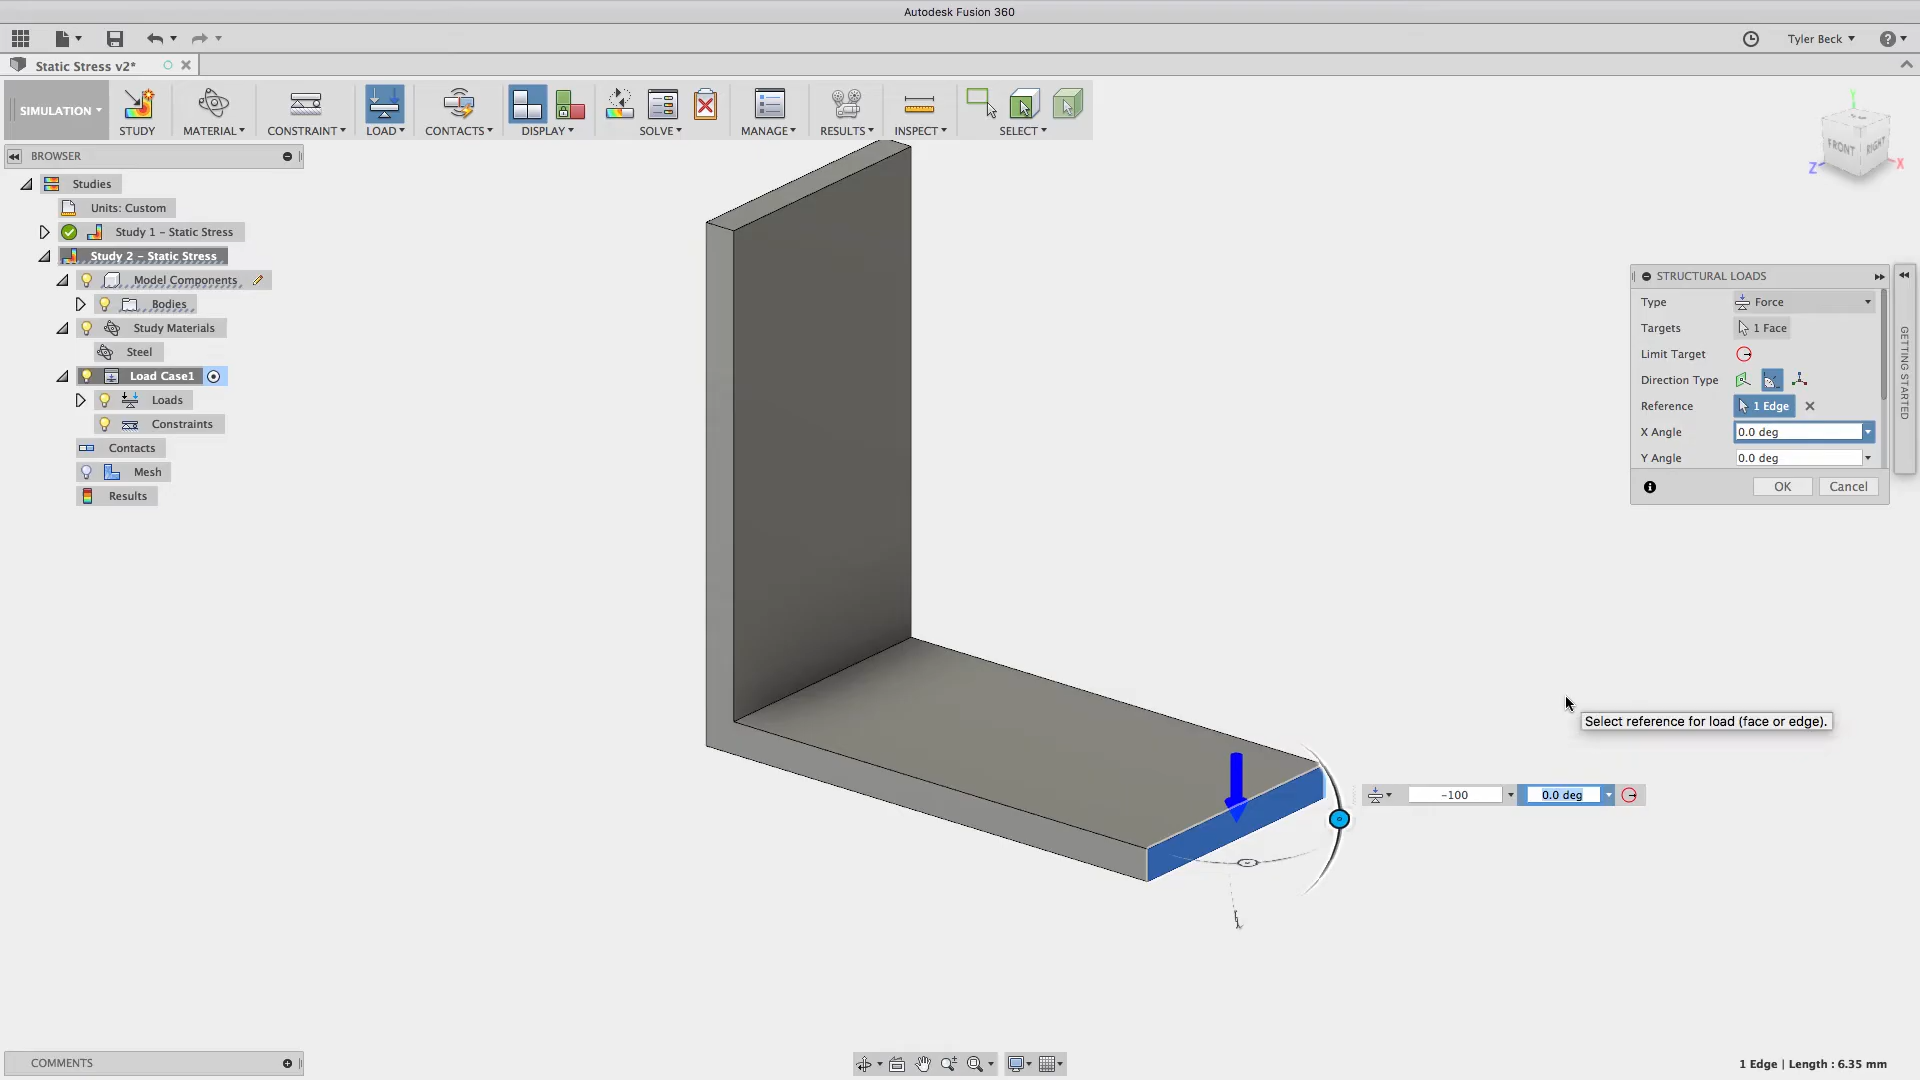 Autodesk Fusion 360
Tyler Beck
Static Stress v2*
SIMULATION
STUDY
MATERIAL
CONSTRAINT
LOAD
CONTACTS
DISPLAY
SOLVE
MANAGE
RESULTS
INSPECT
SELECT
Y
FRONT
RIGHT
Z
X
BROWSER
Studies
Units: Custom
Study 1 - Static Stress
Study 2 - Static Stress
Model Components
Bodies
Study Materials
Steel
Load Case1
Loads
Constraints
Contacts
Mesh
Results
STRUCTURAL LOADS
Type
Force
Targets
1 Face
Limit Target
Direction Type
Reference
1 Edge
X Angle
0.0 deg
Y Angle
0.0 deg
OK
Cancel
GETTING STARTED
Select reference for load (face or edge).
-100
0.0 deg
COMMENTS
1 Edge | Length : 6.35 mm